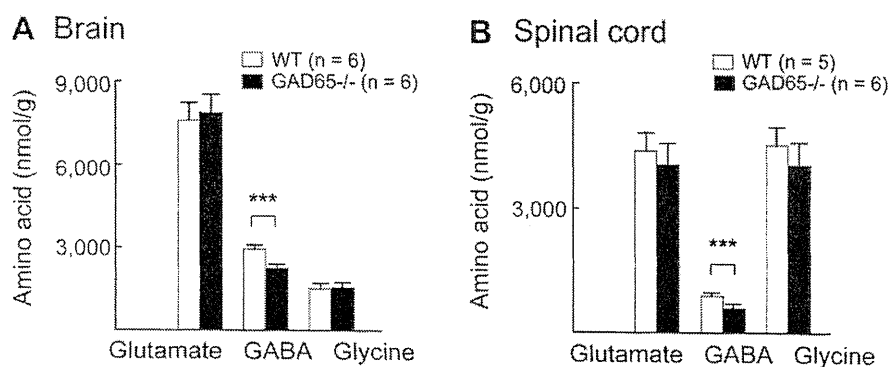 A Brain
WT (n = 6)
GAD65-/- (n = 6)
Amino acid (nmol/g)
9,000
6,000
3,000
***
Glutamate GABA Glycine
B Spinal cord
WT (n = 5)
GAD65-/- (n = 6)
Amino acid (nmol/g)
6,000
3,000
***
Glutamate GABA Glycine